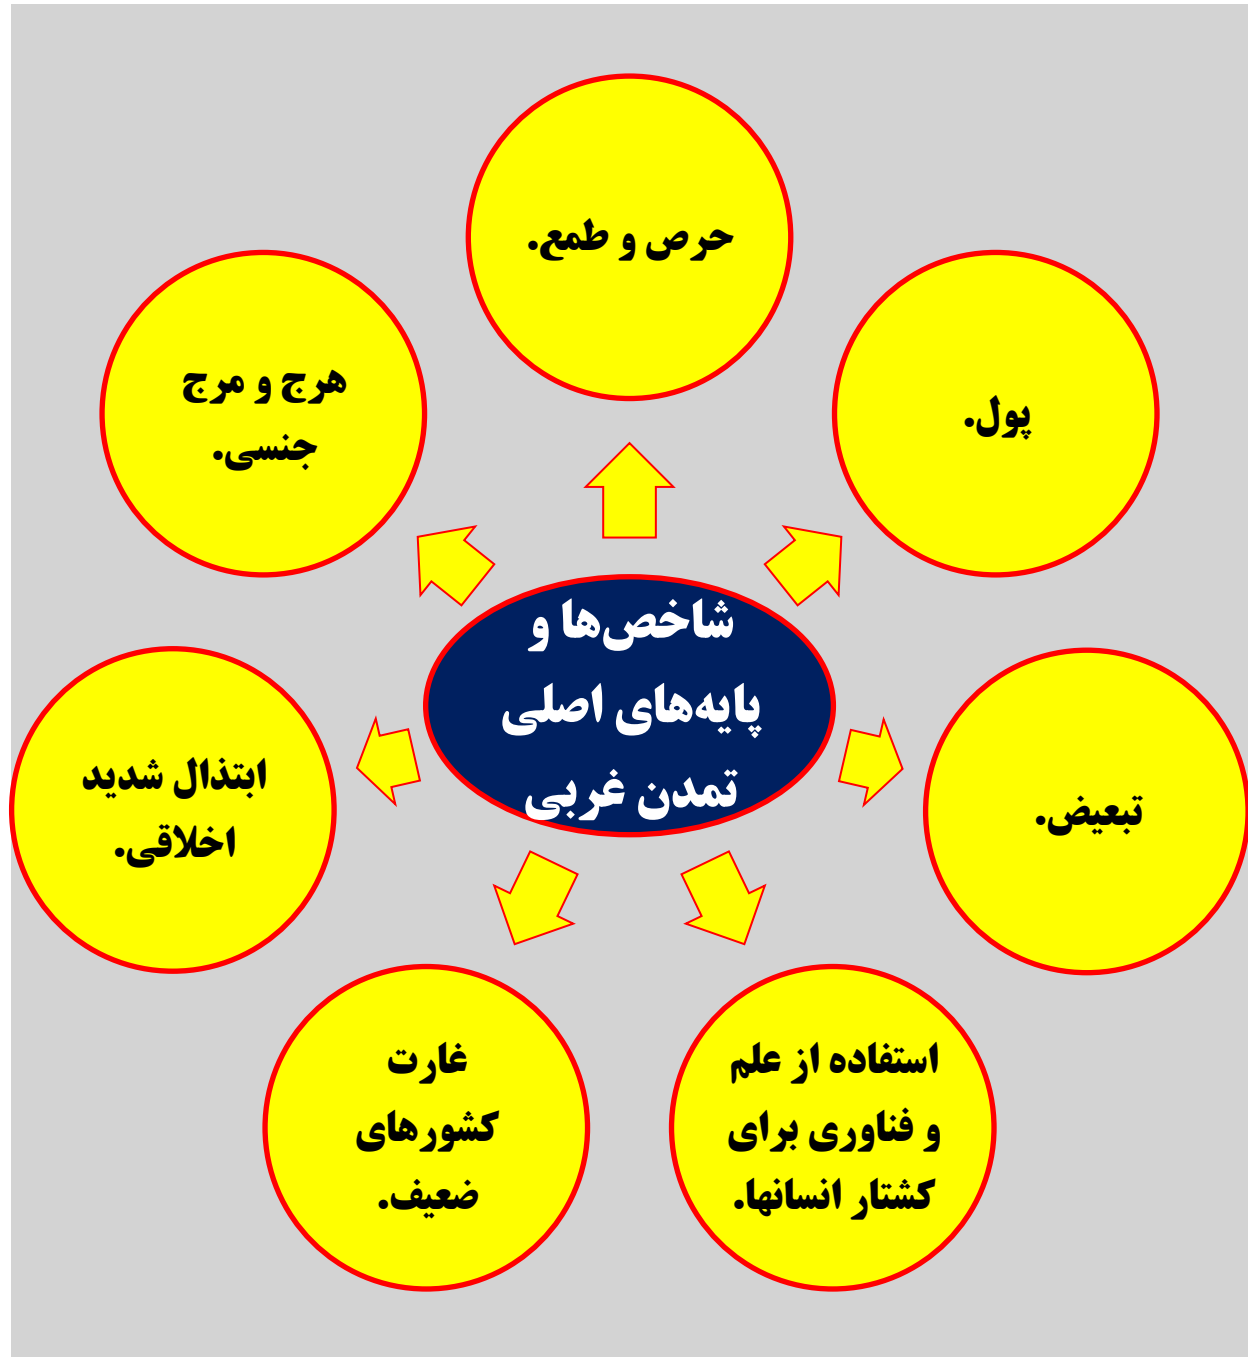 حرص و طمع.
پول.
تبعیض.
استفاده از علم
و فناوری برای
کشتار انسانها.
غارت
کشورهای
ضعیف.
ابتذال شدید
اخلاقی.
هرج و مرج
جنسی.
شاخص‌ها و
پایه‌های اصلی
تمدن غربی